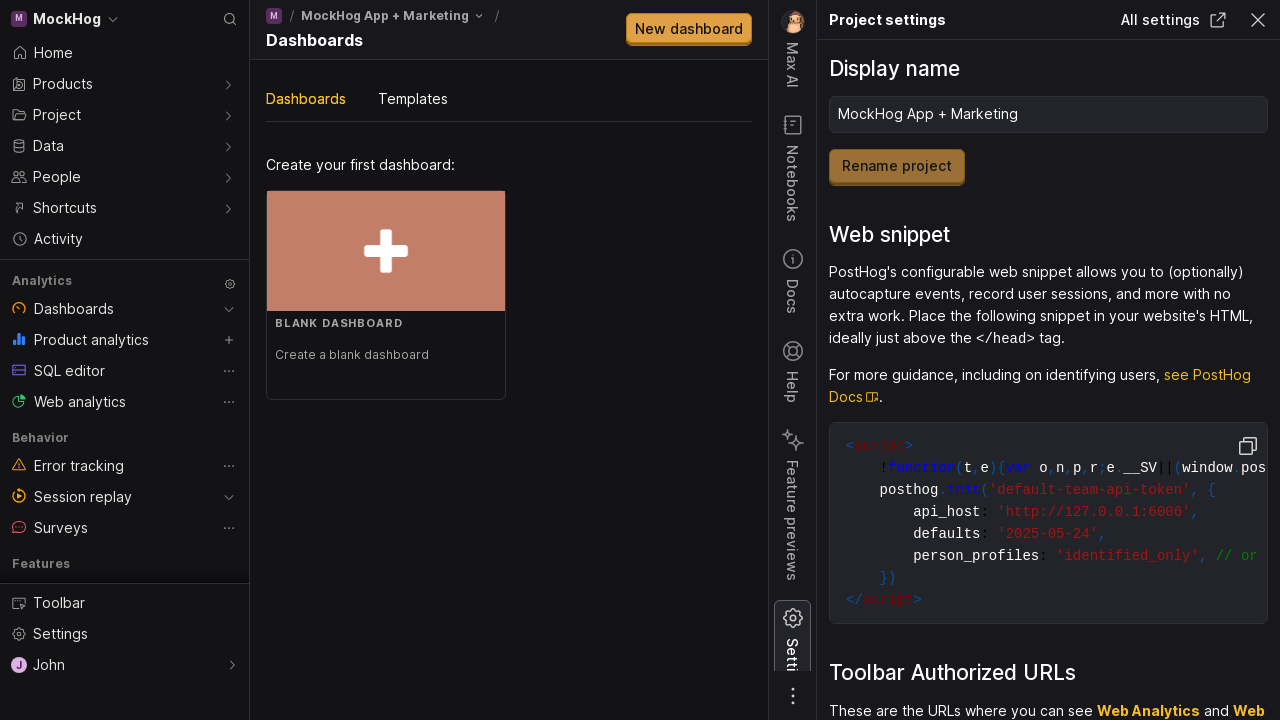 M MockHog
Home
Products
Project
Data
People
Shortcuts
Activity
Analytics
Dashboards
Product analytics
SQL editor
Web analytics
Behavior
Error tracking
Session replay
Surveys
Features
Toolbar
Settings
J John
M / MockHog App + Marketing /
Dashboards
New dashboard
Dashboards Templates
Create your first dashboard:
BLANK DASHBOARD
Create a blank dashboard
Max AI
Notebooks
Docs
Help
Feature previews
Setti
Project settings
All settings
Display name
MockHog App + Marketing
Rename project
Web snippet
PostHog's configurable web snippet allows you to (optionally)
autocapture events, record user sessions, and more with no
extra work. Place the following snippet in your website's HTML,
ideally just above the </head> tag.
For more guidance, including on identifying users, see PostHog
Docs.
<script>
!function(t,e){var o,n,p,r;e.__SV||(window.pos
posthog.init('default-team-api-token', {
api_host: 'http://127.0.0.1:6006',
defaults: '2025-05-24',
person_profiles: 'identified_only', // or
})
</script>
Toolbar Authorized URLs
These are the URLs where you can see Web Analytics and Web